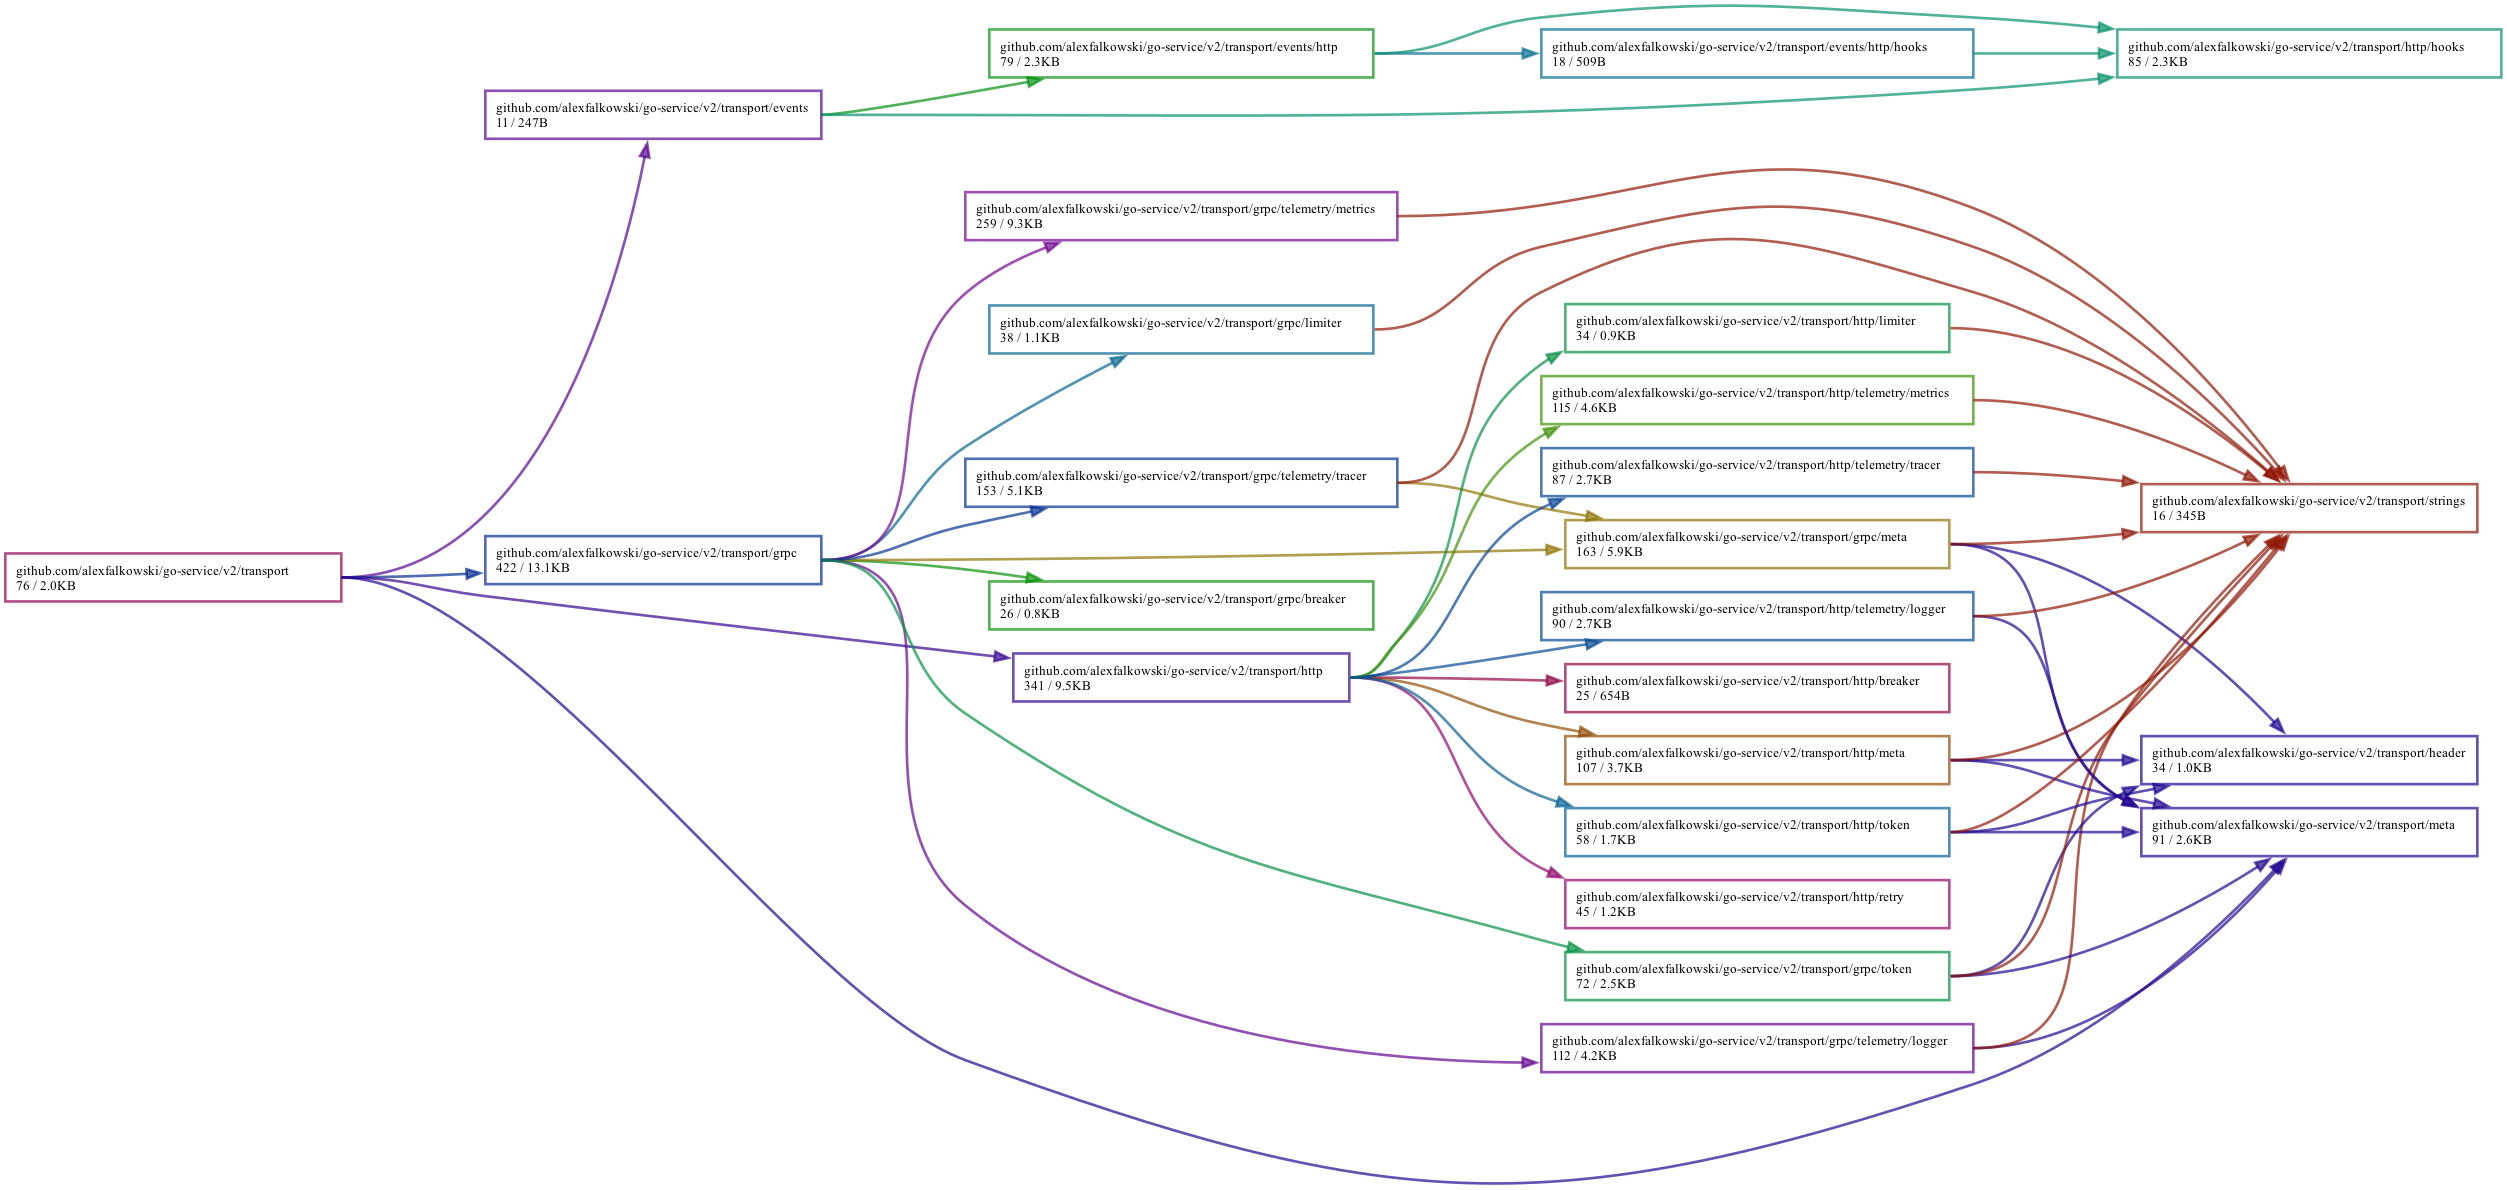 github.com/alexfalkowski/go-service/v2/transport
76 / 2.0KB
github.com/alexfalkowski/go-service/v2/transport/events
11 / 247B
github.com/alexfalkowski/go-service/v2/transport/grpc
422 / 13.1KB
github.com/alexfalkowski/go-service/v2/transport/events/http
79 / 2.3KB
github.com/alexfalkowski/go-service/v2/transport/grpc/telemetry/metrics
259 / 9.3KB
github.com/alexfalkowski/go-service/v2/transport/grpc/limiter
38 / 1.1KB
github.com/alexfalkowski/go-service/v2/transport/grpc/telemetry/tracer
153 / 5.1KB
github.com/alexfalkowski/go-service/v2/transport/grpc/breaker
26 / 0.8KB
github.com/alexfalkowski/go-service/v2/transport/http
341 / 9.5KB
github.com/alexfalkowski/go-service/v2/transport/events/http/hooks
18 / 509B
github.com/alexfalkowski/go-service/v2/transport/http/limiter
34 / 0.9KB
github.com/alexfalkowski/go-service/v2/transport/http/telemetry/metrics
115 / 4.6KB
github.com/alexfalkowski/go-service/v2/transport/http/telemetry/tracer
87 / 2.7KB
github.com/alexfalkowski/go-service/v2/transport/grpc/meta
163 / 5.9KB
github.com/alexfalkowski/go-service/v2/transport/http/telemetry/logger
90 / 2.7KB
github.com/alexfalkowski/go-service/v2/transport/http/breaker
25 / 654B
github.com/alexfalkowski/go-service/v2/transport/http/meta
107 / 3.7KB
github.com/alexfalkowski/go-service/v2/transport/http/token
58 / 1.7KB
github.com/alexfalkowski/go-service/v2/transport/http/retry
45 / 1.2KB
github.com/alexfalkowski/go-service/v2/transport/grpc/token
72 / 2.5KB
github.com/alexfalkowski/go-service/v2/transport/grpc/telemetry/logger
112 / 4.2KB
github.com/alexfalkowski/go-service/v2/transport/http/hooks
85 / 2.3KB
github.com/alexfalkowski/go-service/v2/transport/strings
16 / 345B
github.com/alexfalkowski/go-service/v2/transport/header
34 / 1.0KB
github.com/alexfalkowski/go-service/v2/transport/meta
91 / 2.6KB